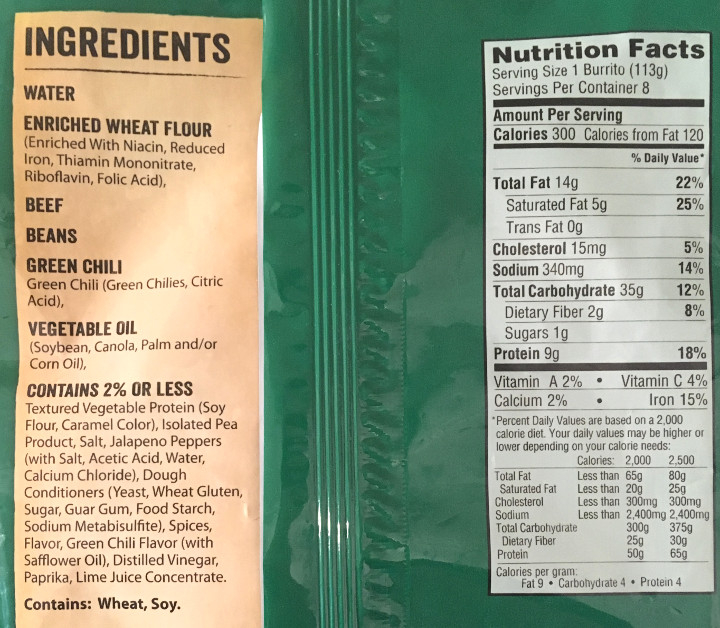 INGREDIENTS
WATER
ENRICHED WHEAT FLOUR
(Enriched With Niacin, Reduced
Iron, Thiamin Mononitrate,
Riboflavin, Folic Acid),
BEEF
BEANS
GREEN CHILI
Green Chili (Green Chilies, Citric
Acid),
VEGETABLE OIL
(Soybean, Canola, Palm and/or
Corn Oil),
CONTAINS 2% OR LESS
Textured Vegetable Protein (Soy
Flour, Caramel Color), Isolated Pea
Product, Salt, Jalapeno Peppers
(with Salt, Acetic Acid, Water,
Calcium Chloride), Dough
Conditioners (Yeast, Wheat Gluten,
Sugar, Guar Gum, Food Starch,
Sodium Metabisulfite), Spices,
Flavor, Green Chili Flavor (with
Safflower Oil), Distilled Vinegar,
Paprika, Lime Juice Concentrate.
Contains: Wheat, Soy.
Nutrition Facts
Serving Size 1 Burrito (113g)
Servings Per Container 8
Amount Per Serving
Calories 300 Calories from Fat 120
% Daily Value*
Total Fat 14g 22%
Saturated Fat 5g 25%
Trans Fat 0g
Cholesterol 15mg 5%
Sodium 340mg 14%
Total Carbohydrate 35g 12%
Dietary Fiber 2g 8%
Sugars 1g
Protein 9g 18%
Vitamin A 2% • Vitamin C 4%
Calcium 2% • Iron 15%
*Percent Daily Values are based on a 2,000
calorie diet. Your daily values may be higher or
lower depending on your calorie needs:
Calories: 2,000 2,500
Total Fat Less than 65g 80g
Saturated Fat Less than 20g 25g
Cholesterol Less than 300mg 300mg
Sodium Less than 2,400mg 2,400mg
Total Carbohydrate 300g 375g
Dietary Fiber 25g 30g
Protein 50g 65g
Calories per gram:
Fat 9 • Carbohydrate 4 • Protein 4